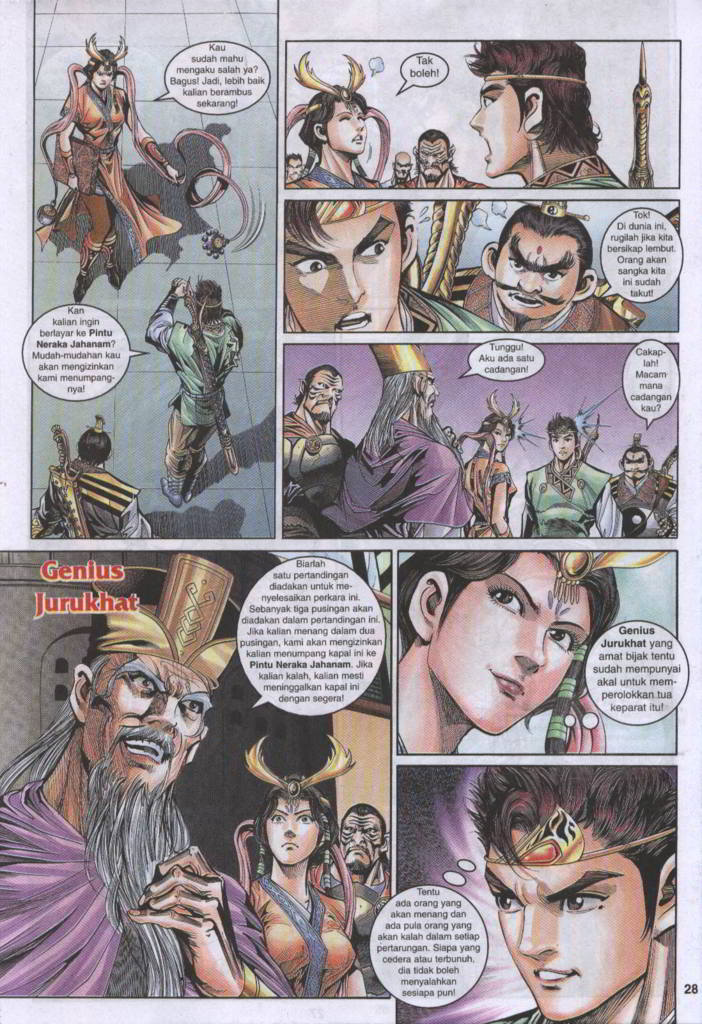 Kau
sudah mahu
mengaku salah ya?
Bagus! Jadi, lebih baik
kalian berambus
sekarang!
Kan
kalian ingin
berlayar ke Pintu
Neraka Jahanam?
Mudah-mudahan kau
akan mengizinkan
kami menumpang-
nya!
Tak
boleh!
Tok!
Di dunia ini,
rugilah jika kita
bersikap lembut.
Orang akan
sangka kita
ini sudah
takut!
Tunggu!
Aku ada satu
cadangan!
Cakap-
lah!
Macam
mana
cadangan
kau?
Genius
Jurukhat
Biarlah
satu pertandingan
diadakan untuk me-
nyelesaikan perkara ini.
Sebanyak tiga pusingan akan
diadakan dalam pertandingan ini.
Jika kalian menang dalam dua
pusingan, kami akan mengizinkan
kalian menumpang kapal ini ke
Pintu Neraka Jahanam. Jika
kalian kalah, kalian mesti
meninggalkan kapal ini
dengan segera!
Genius
Jurukhat yang
amat bijak tentu
sudah mempunyai
akal untuk mem-
perolokkan tua
keparat itu!
Tentu
ada orang yang
akan menang dan
ada pula orang yang
akan kalah dalam setiap
pertarungan. Siapa yang
cedera atau terbunuh,
dia tidak boleh
menyalahkan
sesiapa pun!
28